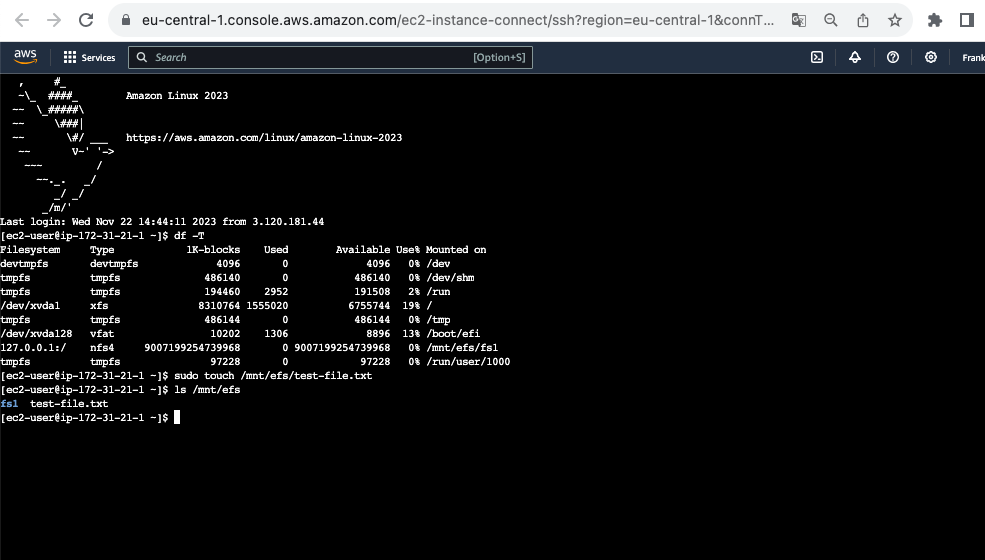 eu-central-1.console.aws.amazon.com/ec2-instance-connect/ssh?region=eu-central-1&connT...
aws Services Search [Option+S] Frank
   ,     #_
   ~\_  ####_        Amazon Linux 2023
  ~~  \_#####\
  ~~     \###|
  ~~       \#/ ___   https://aws.amazon.com/linux/amazon-linux-2023
   ~~       V~' '->
    ~~~         /
      ~~._.   _/
         _/ _/
       _/m/'
Last login: Wed Nov 22 14:44:11 2023 from 3.120.181.44
[ec2-user@ip-172-31-21-1 ~]$ df -T
Filesystem     Type            1K-blocks    Used        Available Use% Mounted on
devtmpfs       devtmpfs             4096       0             4096   0% /dev
tmpfs          tmpfs              486140       0           486140   0% /dev/shm
tmpfs          tmpfs              194460    2952           191508   2% /run
/dev/xvda1     xfs               8310764 1555020          6755744  19% /
tmpfs          tmpfs              486144       0           486144   0% /tmp
/dev/xvda128   vfat                10202    1306             8896  13% /boot/efi
127.0.0.1:/    nfs4     9007199254739968       0 9007199254739968   0% /mnt/efs/fs1
tmpfs          tmpfs               97228       0            97228   0% /run/user/1000
[ec2-user@ip-172-31-21-1 ~]$ sudo touch /mnt/efs/test-file.txt
[ec2-user@ip-172-31-21-1 ~]$ ls /mnt/efs
fs1  test-file.txt
[ec2-user@ip-172-31-21-1 ~]$